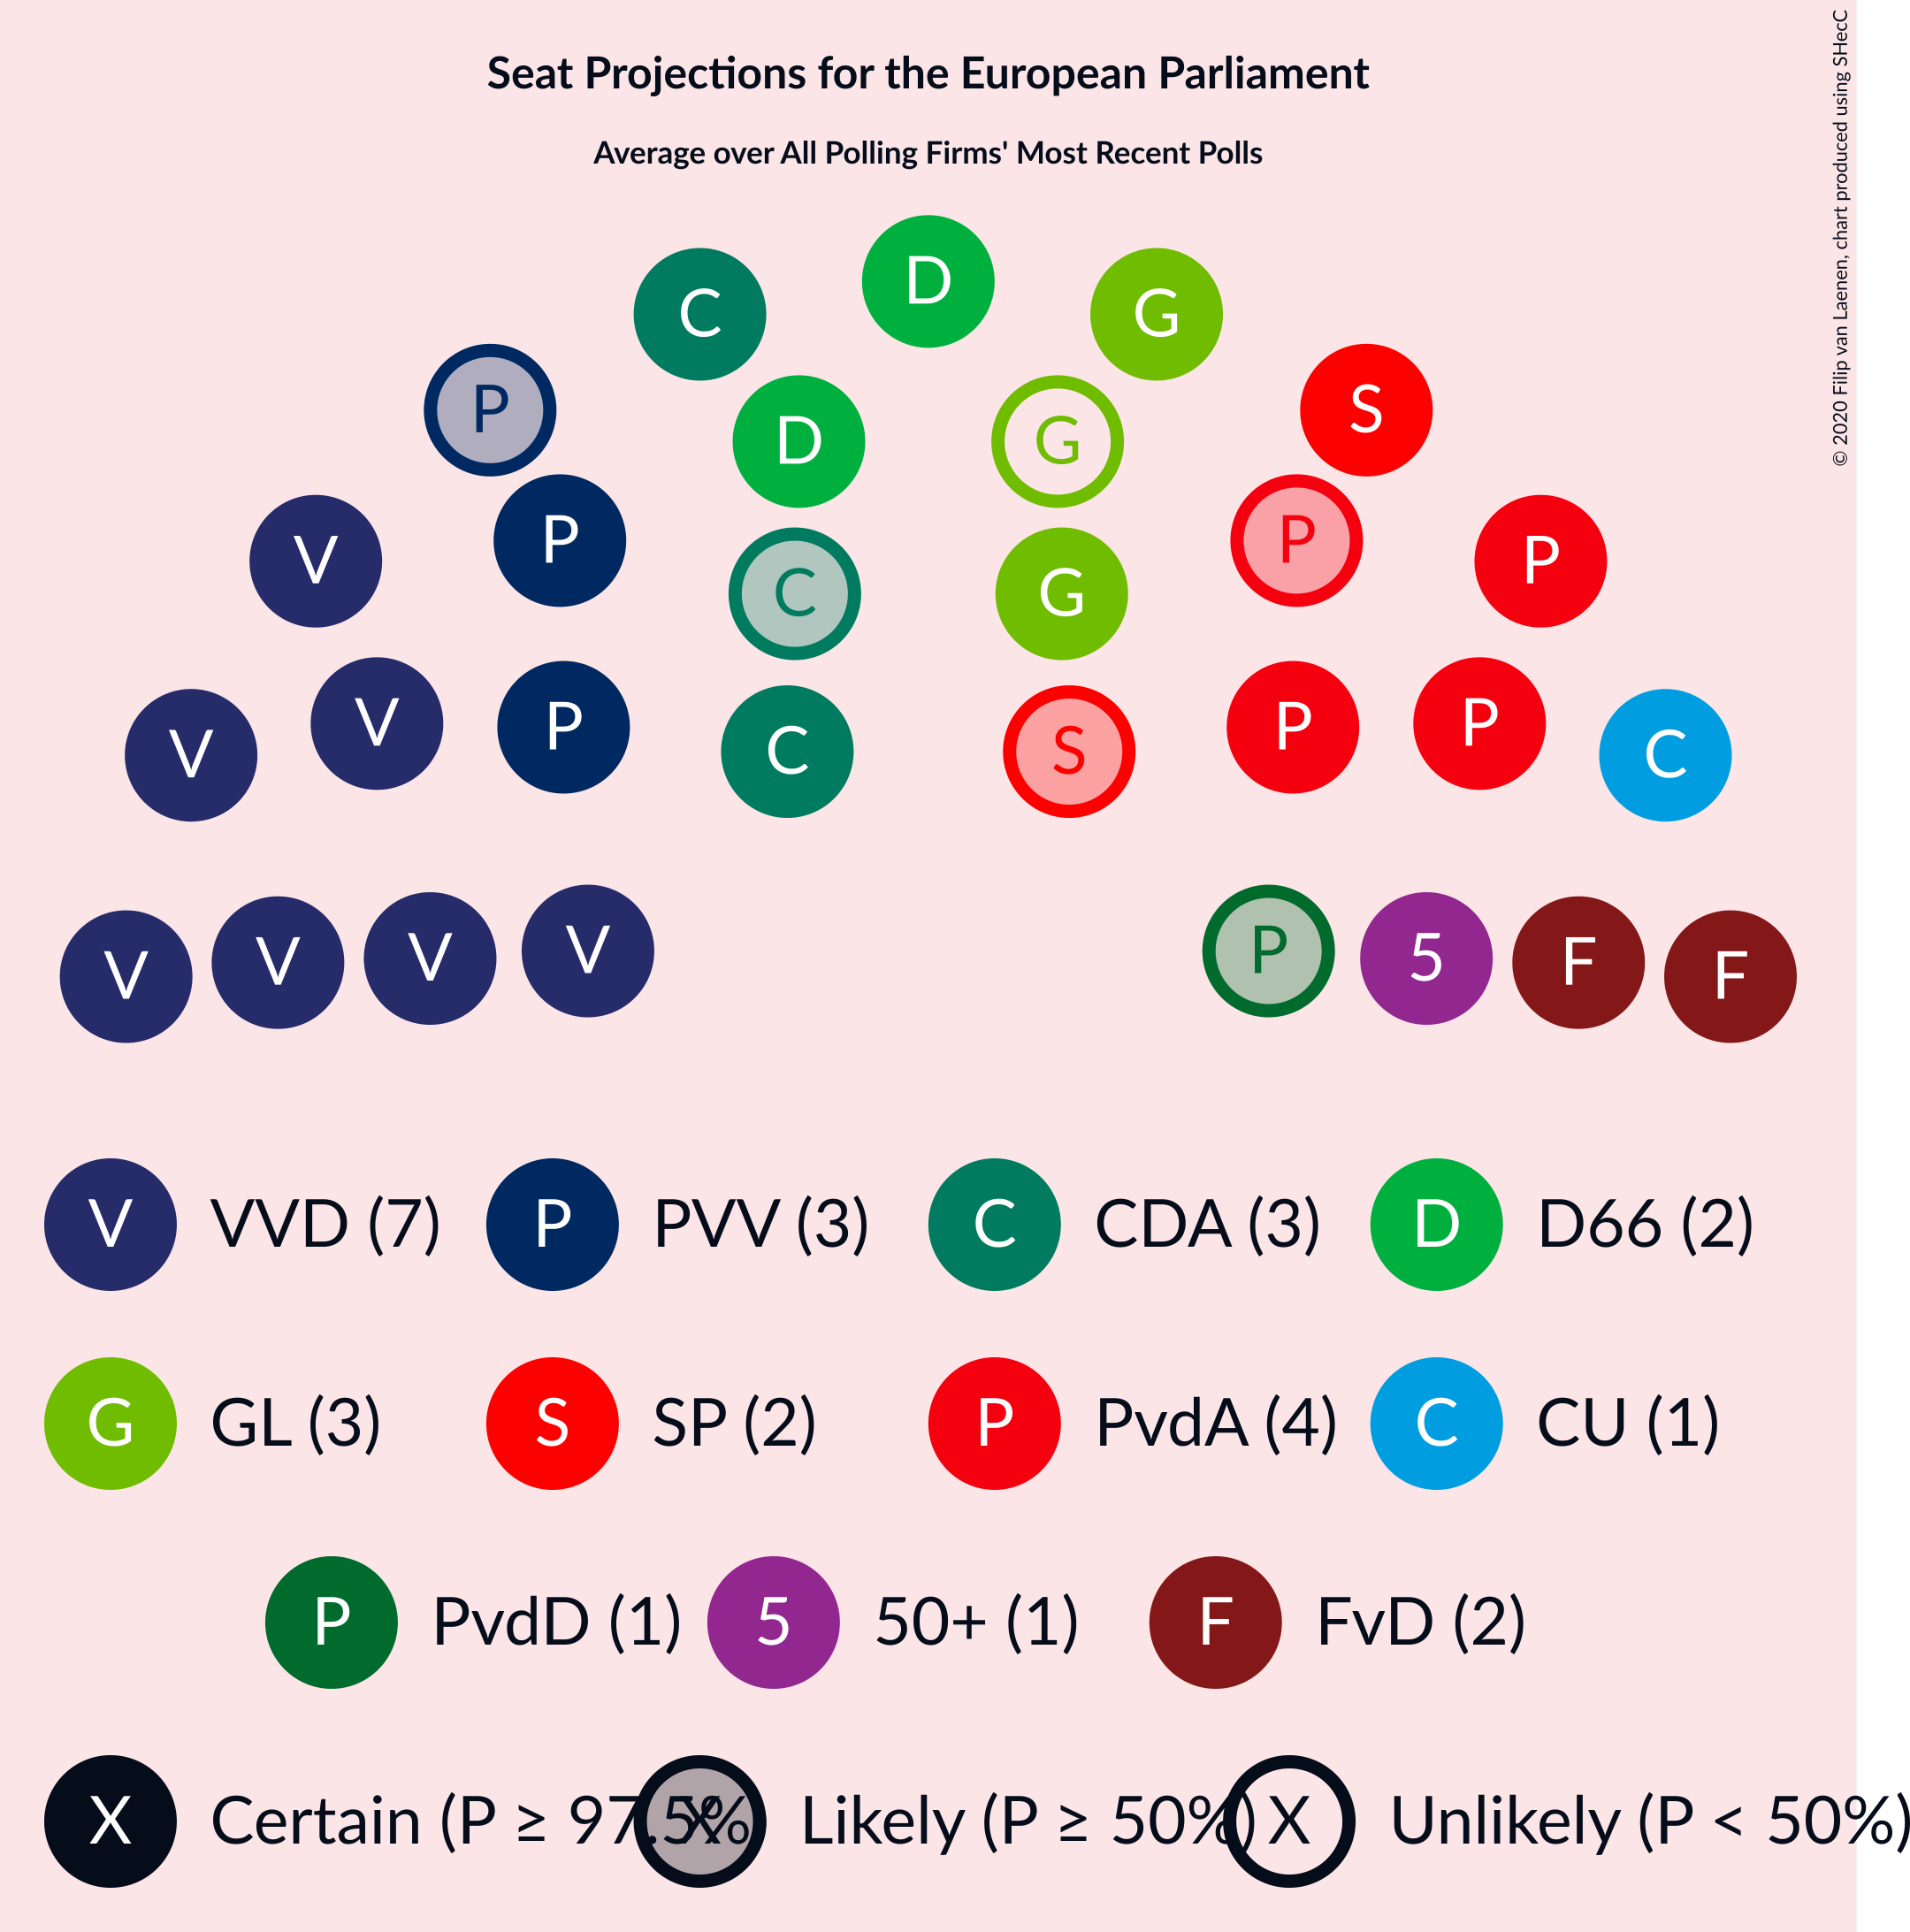 Seat Projections for the European Parliament
Average over All Polling Firms' Most Recent Polls
© 2020 Filip van Laenen, chart produced using SHecC
D
C G
P S
D G
V P P P
C G
V V P C S P P C
V V V V P 5 F F
V VVD (7) P PVV (3) C CDA (3) D D66 (2)
G GL (3) S SP (2) P PvdA (4) C CU (1)
P PvdD (1) 5 50+ (1) F FvD (2)
X Certain (P ≥ 97.5% X Likely (P ≥ 50%) X Unlikely (P < 50%)